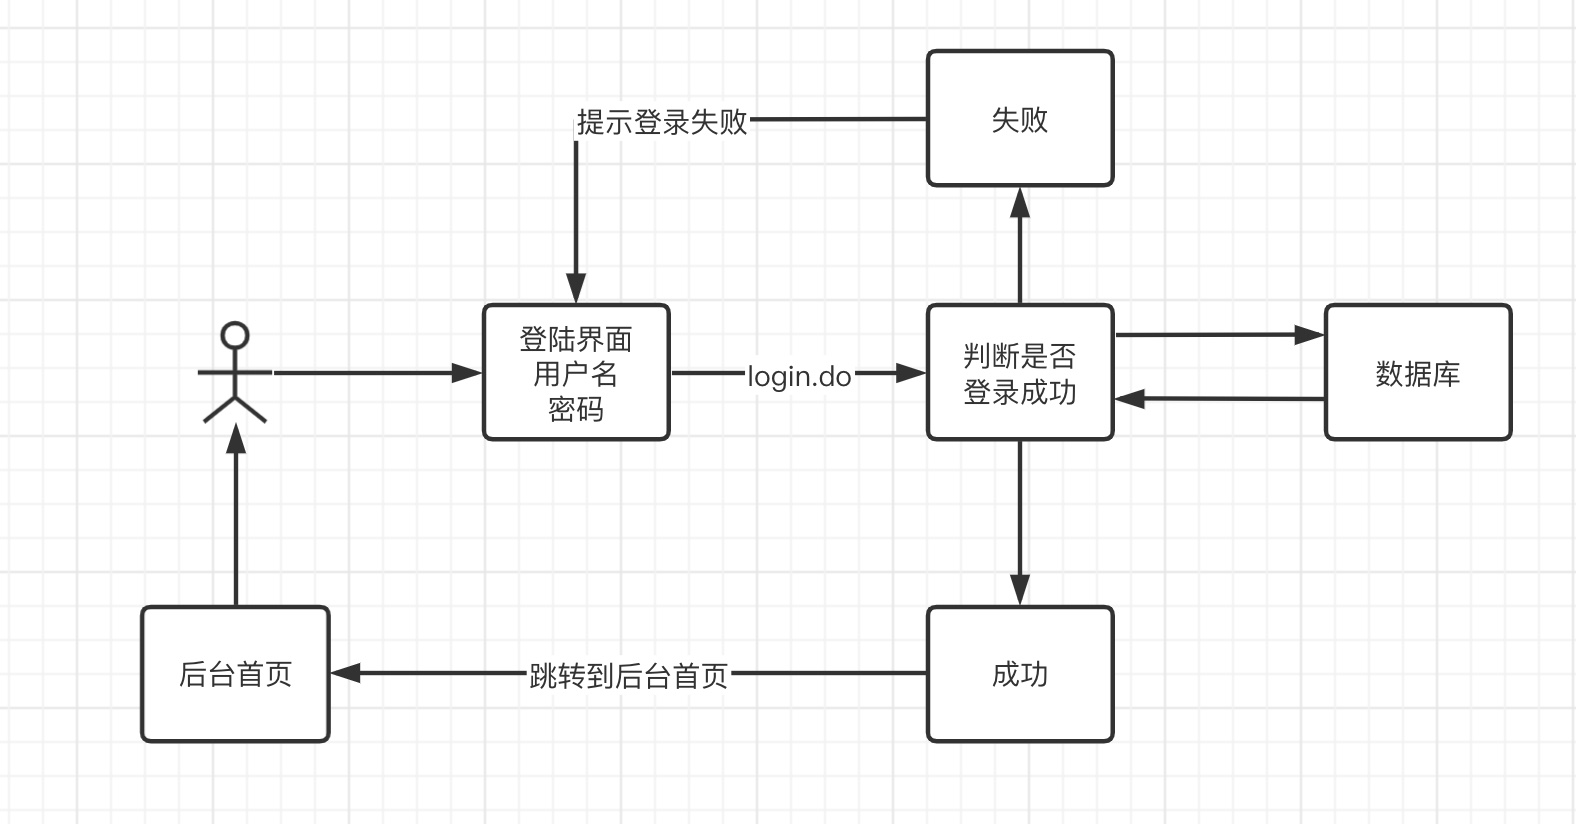 失败
提示登录失败
登陆界面
用户名
密码
login.do
判断是否
登录成功
数据库
后台首页
跳转到后台首页
成功